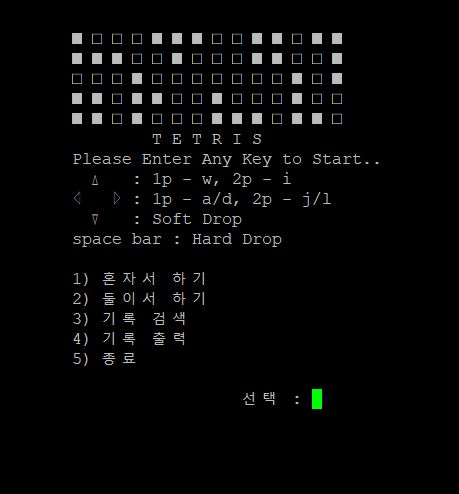 ■ □ □ □ ■ ■ ■ □ □ ■ ■ □ ■ ■
■ ■ ■ □ □ ■ □ □ □ ■ ■ □ □ ■
□ □ □ ■ □ □ □ □ □ □ □ ■ □ ■
■ ■ □ ■ ■ □ □ ■ □ □ □ ■ □ □
■ ■ □ ■ □ □ □ ■ ■ ■ □ ■ ■ □
T E T R I S
Please Enter Any Key to Start..
△ : 1p - w, 2p - i
◁ ▷ : 1p - a/d, 2p - j/l
▽ : Soft Drop
space bar : Hard Drop
1) 혼자서 하기
2) 둘이서 하기
3) 기록 검색
4) 기록 출력
5) 종료
선택 :